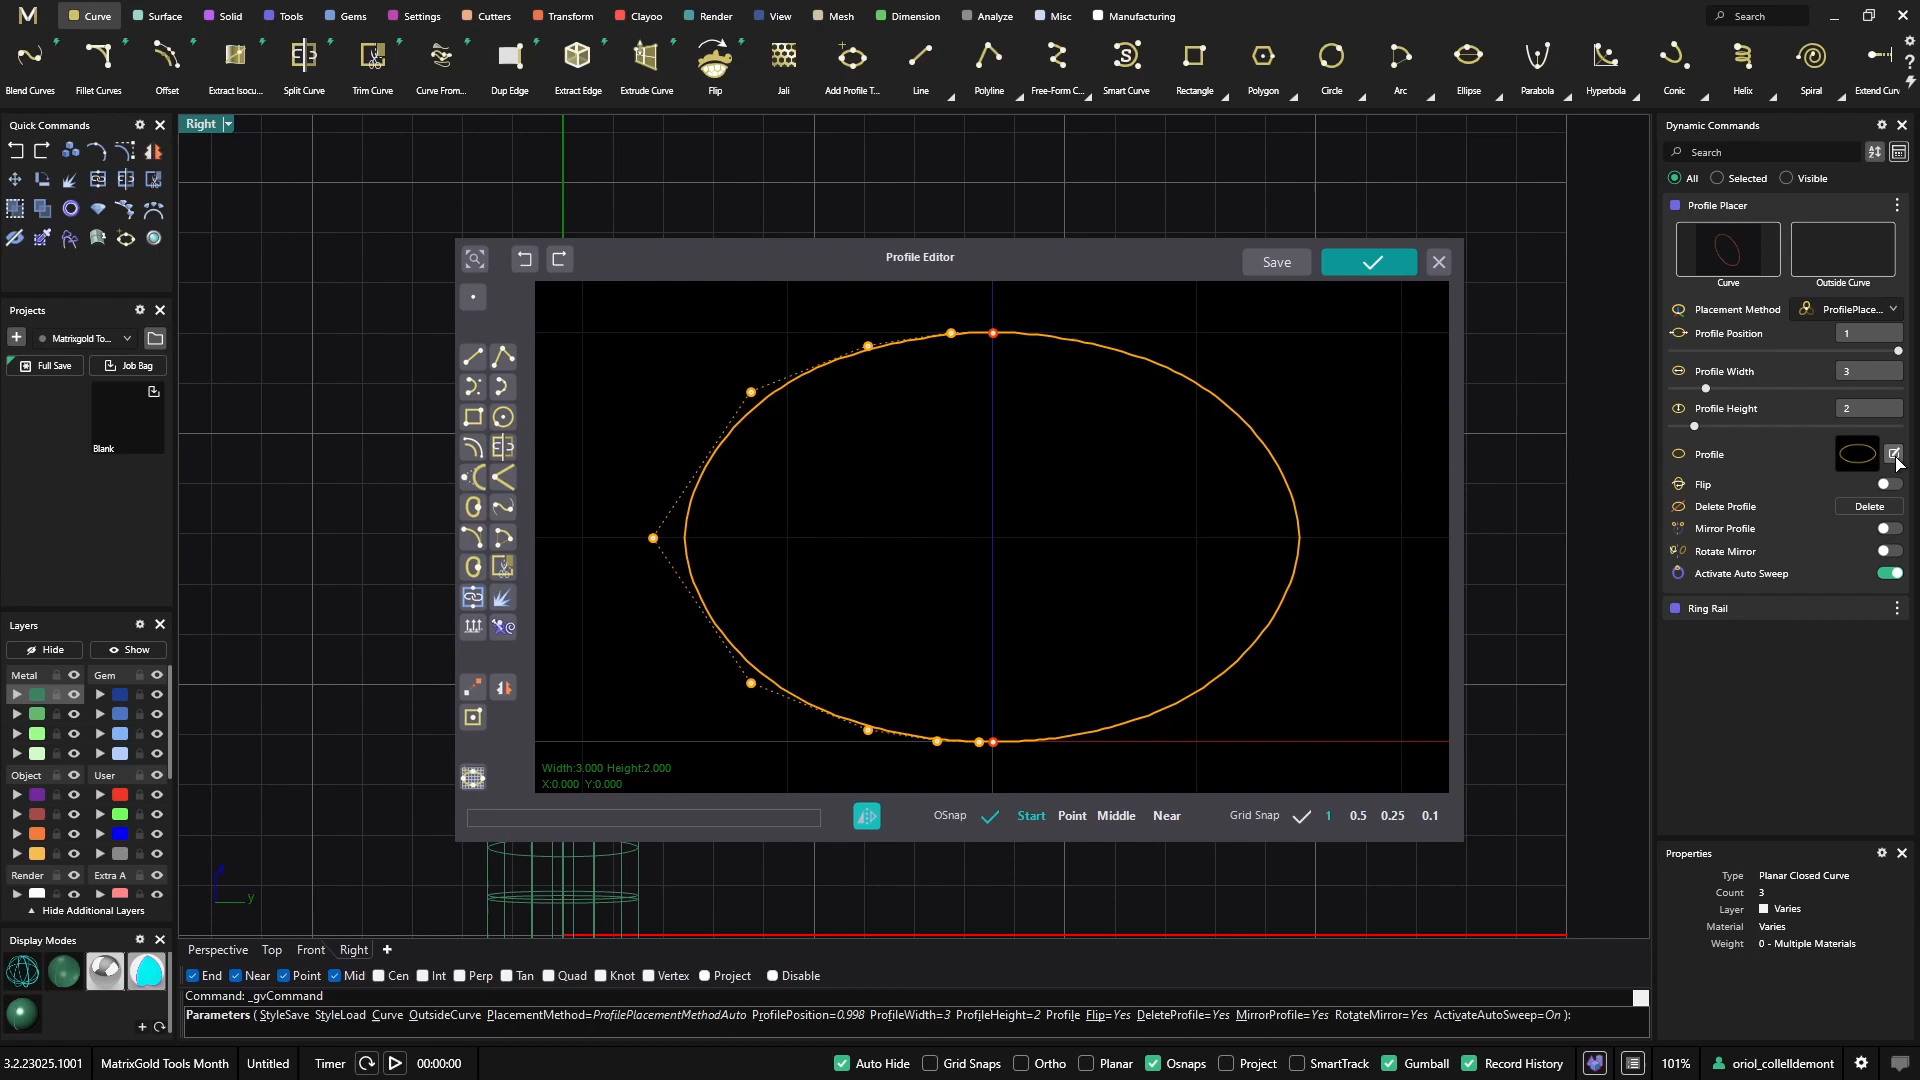 Curve Surface Solid Tools Gems Settings Cutters Transform Clayoo Render View Mesh Dimension Analyze Misc Manufacturing Search
Blend Curves Fillet Curves Offset Extract Isocu... Split Curve Trim Curve Curve From... Dup Edge Extract Edge Extrude Curve Flip Jali Add Profile T... Line Polyline Free-Form C... Smart Curve Rectangle Polygon Circle Arc Ellipse Parabola Hyperbola Conic Helix Spiral Extend Curv
Quick Commands
Projects
Matrixgold To...
Full Save Job Bag
Blank
Layers
Hide Show
Metal Gem
Object User
Render Extra A
Hide Additional Layers
Display Modes
Right
Profile Editor
Save
Width:3.000 Height:2.000
X:0.000 Y:0.000
OSnap Start Point Middle Near Grid Snap 1 0.5 0.25 0.1
y
Perspective Top Front Right +
End Near Point Mid Cen Int Perp Tan Quad Knot Vertex Project Disable
Command: _gvCommand
Parameters ( StyleSave StyleLoad Curve OutsideCurve PlacementMethod=ProfilePlacementMethodAuto ProfilePosition=0.998 ProfileWidth=3 ProfileHeight=2 Profile Flip=Yes DeleteProfile=Yes MirrorProfile=Yes RotateMirror=Yes ActivateAutoSweep=On ):
Dynamic Commands
Search
All Selected Visible
Profile Placer
Curve Outside Curve
Placement Method ProfilePlace...
Profile Position 1
Profile Width 3
Profile Height 2
Profile
Flip
Delete Profile Delete
Mirror Profile
Rotate Mirror
Activate Auto Sweep
Ring Rail
Properties
Type Planar Closed Curve
Count 3
Layer Varies
Material Varies
Weight 0 - Multiple Materials
3.2.23025.1001 MatrixGold Tools Month Untitled Timer 00:00:00 Auto Hide Grid Snaps Ortho Planar Osnaps Project SmartTrack Gumball Record History 101% oriol_collelldemont